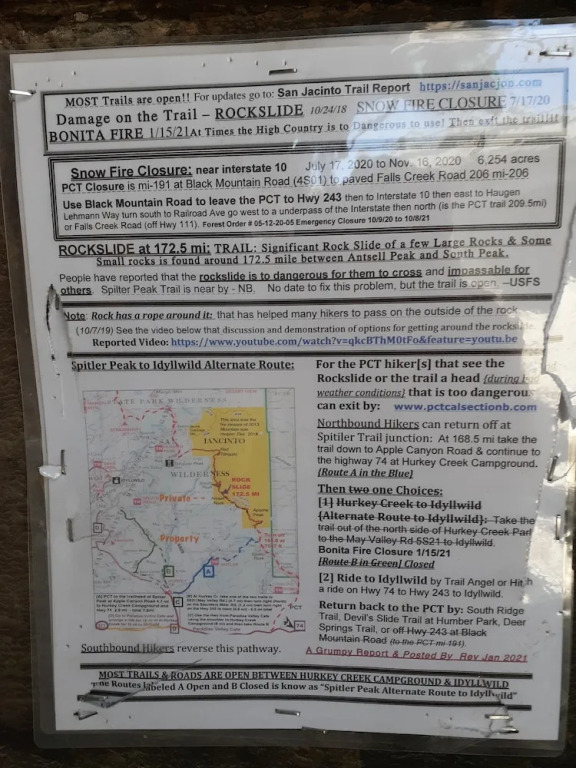 MOST Trails are open!! For updates go to: San Jacinto Trail Report https://sanjacjon.com
Damage on the Trail – ROCKSLIDE 10/24/18 SNOW FIRE CLOSURE 7/17/20
BONITA FIRE 1/15/21 At Times the High Country is to Dangerous to use! Then exit the trail!!!
Snow Fire Closure: near interstate 10 July 17, 2020 to Nov. 16, 2020 6,254 acres
PCT Closure is mi-191 at Black Mountain Road (4S01) to paved Falls Creek Road 206 mi-206
Use Black Mountain Road to leave the PCT to Hwy 243 then to Interstate 10 then east to Haugen
Lehmann Way turn south to Railroad Ave go west to a underpass of the Interstate then north (is the PCT trail 209.5mi)
or Falls Creek Road (off Hwy 111). Forest Order # 05-12-20-05 Emergency Closure 10/9/20 to 10/8/21
ROCKSLIDE at 172.5 mi: TRAIL: Significant Rock Slide of a few Large Rocks & Some
Small rocks is found around 172.5 mile between Antsell Peak and South Peak.
People have reported that the rockslide is to dangerous for them to cross and impassable for
others. Spilter Peak Trail is near by - NB. No date to fix this problem, but the trail is open. –USFS
Note: Rock has a rope around it: that has helped many hikers to pass on the outside of the rock
(10/7/19) See the video below that discussion and demonstration of options for getting around the rockslide.
Reported Video: https://www.youtube.com/watch?v=qkcBThM0tFo&feature=youtu.be
Spitler Peak to Idyllwild Alternate Route:
STATE PARK WILDERNESS
SAN JACINTO
WILDERNESS
ROCK
SLIDE
172.5 MI
Private
Property
A
B
PCT
74
Southbound Hikers reverse this pathway.
For the PCT hiker[s] that see the
Rockslide or the trail a head (during bad
weather conditions) that is too dangerou
can exit by: www.pctcalsectionb.com
Northbound Hikers can return off at
Spitiler Trail junction: At 168.5 mi take the
trail down to Apple Canyon Road & continue to
the highway 74 at Hurkey Creek Campground.
[Route A in the Blue]
Then two one Choices:
[1] Hurkey Creek to Idyllwild
(Alternate Route to Idyllwild): Take the
trail out of the north side of Hurkey Creek Park
to the May Valley Rd 5S21 to Idyllwild.
Bonita Fire Closure 1/15/21
[Route B in Green] Closed
[2] Ride to Idyllwild by Trail Angel or Hitch
a ride on Hwy 74 to Hwy 243 to Idyllwild.
Return back to the PCT by: South Ridge
Trail, Devil's Slide Trail at Humber Park, Deer
Springs Trail, or off Hwy 243 at Black
Mountain Road (to the PCT mi 191).
A Grumpy Report & Posted By Rev Jan 2021
MOST TRAILS & ROADS ARE OPEN BETWEEN HURKEY CREEK CAMPGROUND & IDYLLWILD
Routes labeled A Open and B Closed is know as "Spitler Peak Alternate Route to Idyllwild"